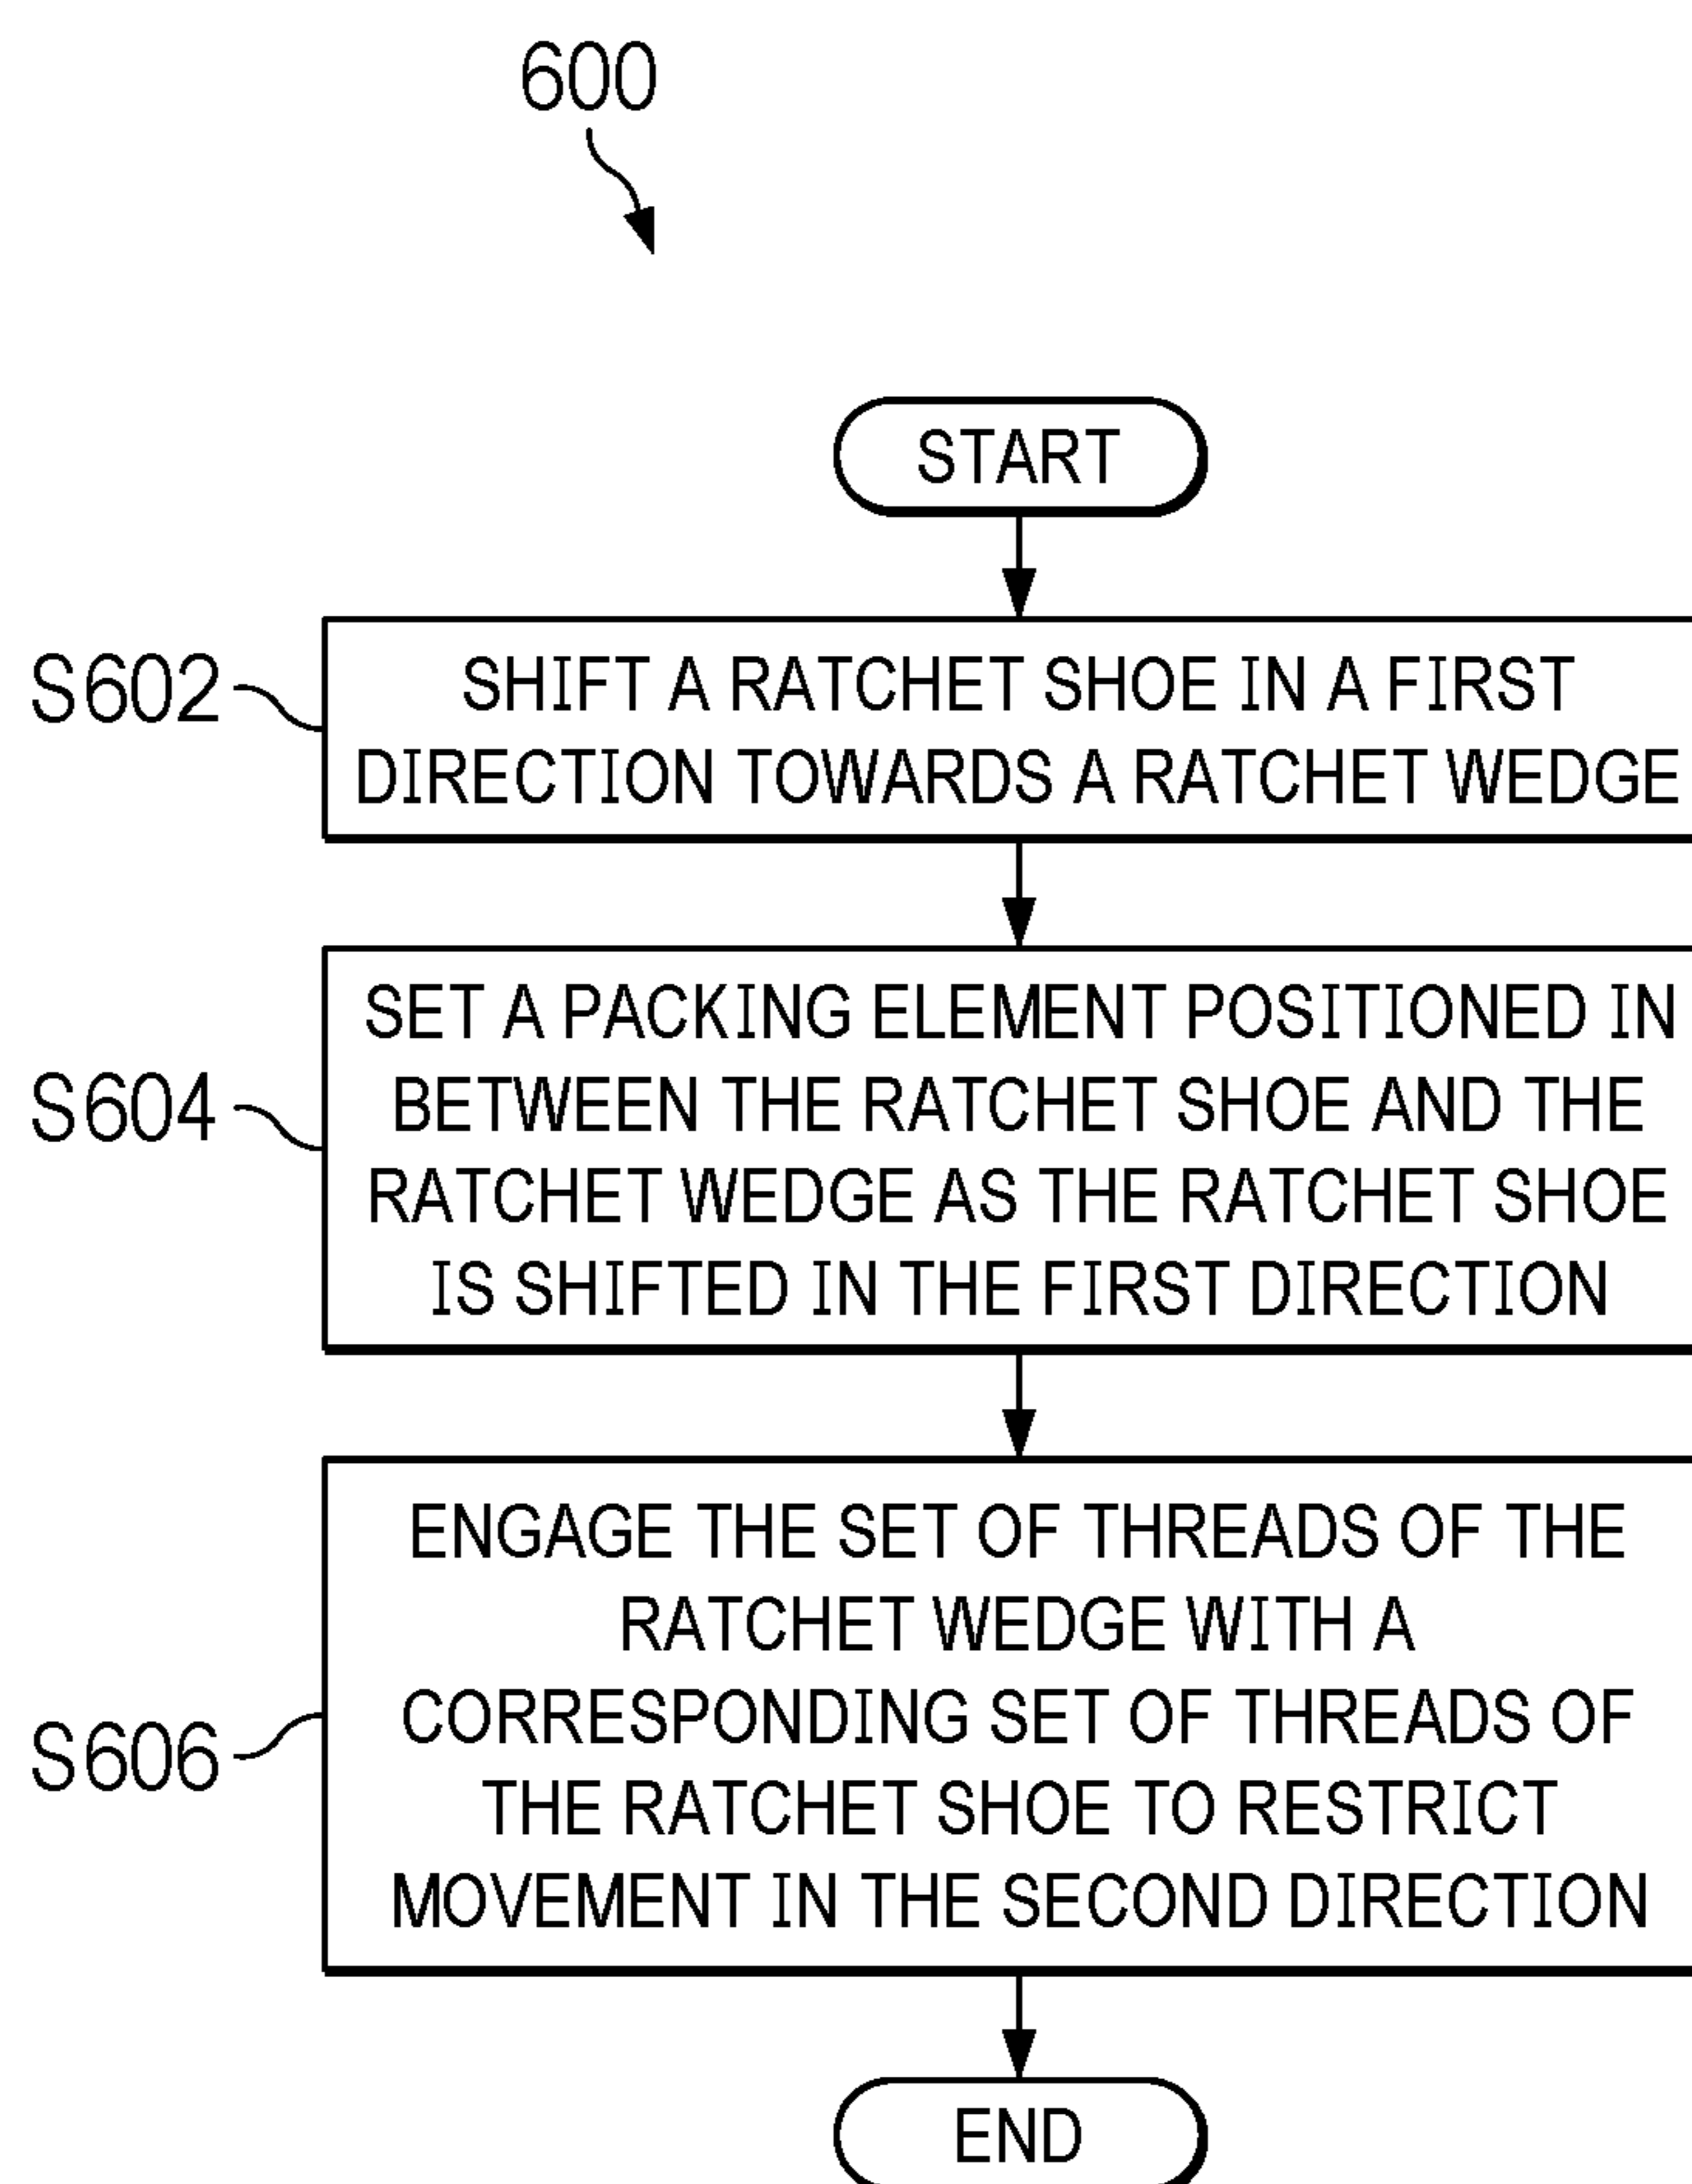 600
START
S602
SHIFT A RATCHET SHOE IN A FIRST
DIRECTION TOWARDS A RATCHET WEDGE
S604
SET A PACKING ELEMENT POSITIONED IN
BETWEEN THE RATCHET SHOE AND THE
RATCHET WEDGE AS THE RATCHET SHOE
IS SHIFTED IN THE FIRST DIRECTION
S606
ENGAGE THE SET OF THREADS OF THE
RATCHET WEDGE WITH A
CORRESPONDING SET OF THREADS OF
THE RATCHET SHOE TO RESTRICT
MOVEMENT IN THE SECOND DIRECTION
END